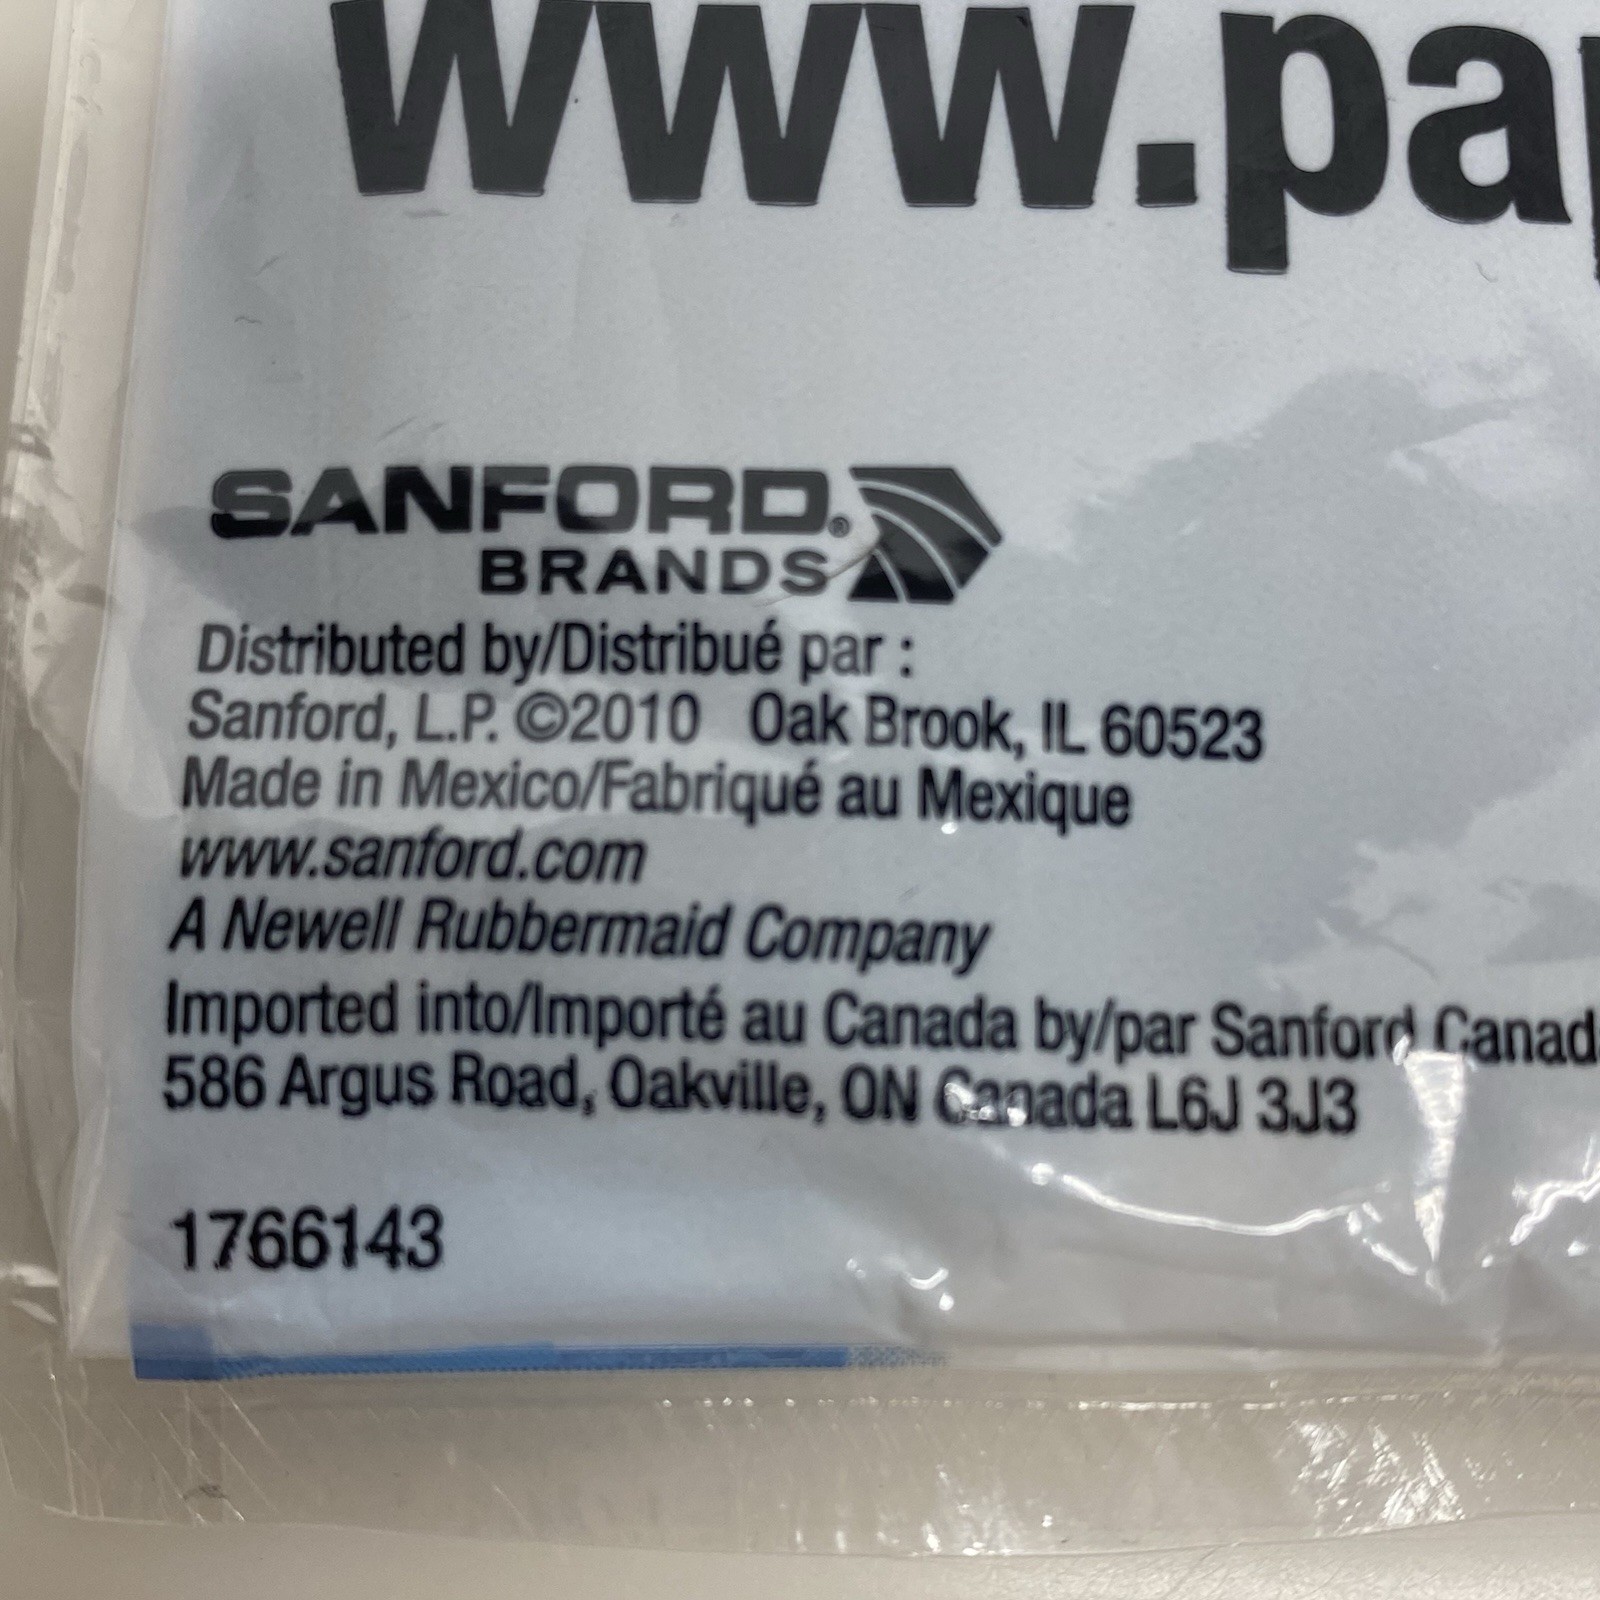 www.pap
SANFORD®
BRANDS
Distributed by/Distribué par :
Sanford, L.P. ©2010 Oak Brook, IL 60523
Made in Mexico/Fabriqué au Mexique
www.sanford.com
A Newell Rubbermaid Company
Imported into/Importé au Canada by/par Sanford Canad
586 Argus Road, Oakville, ON Canada L6J 3J3
1766143